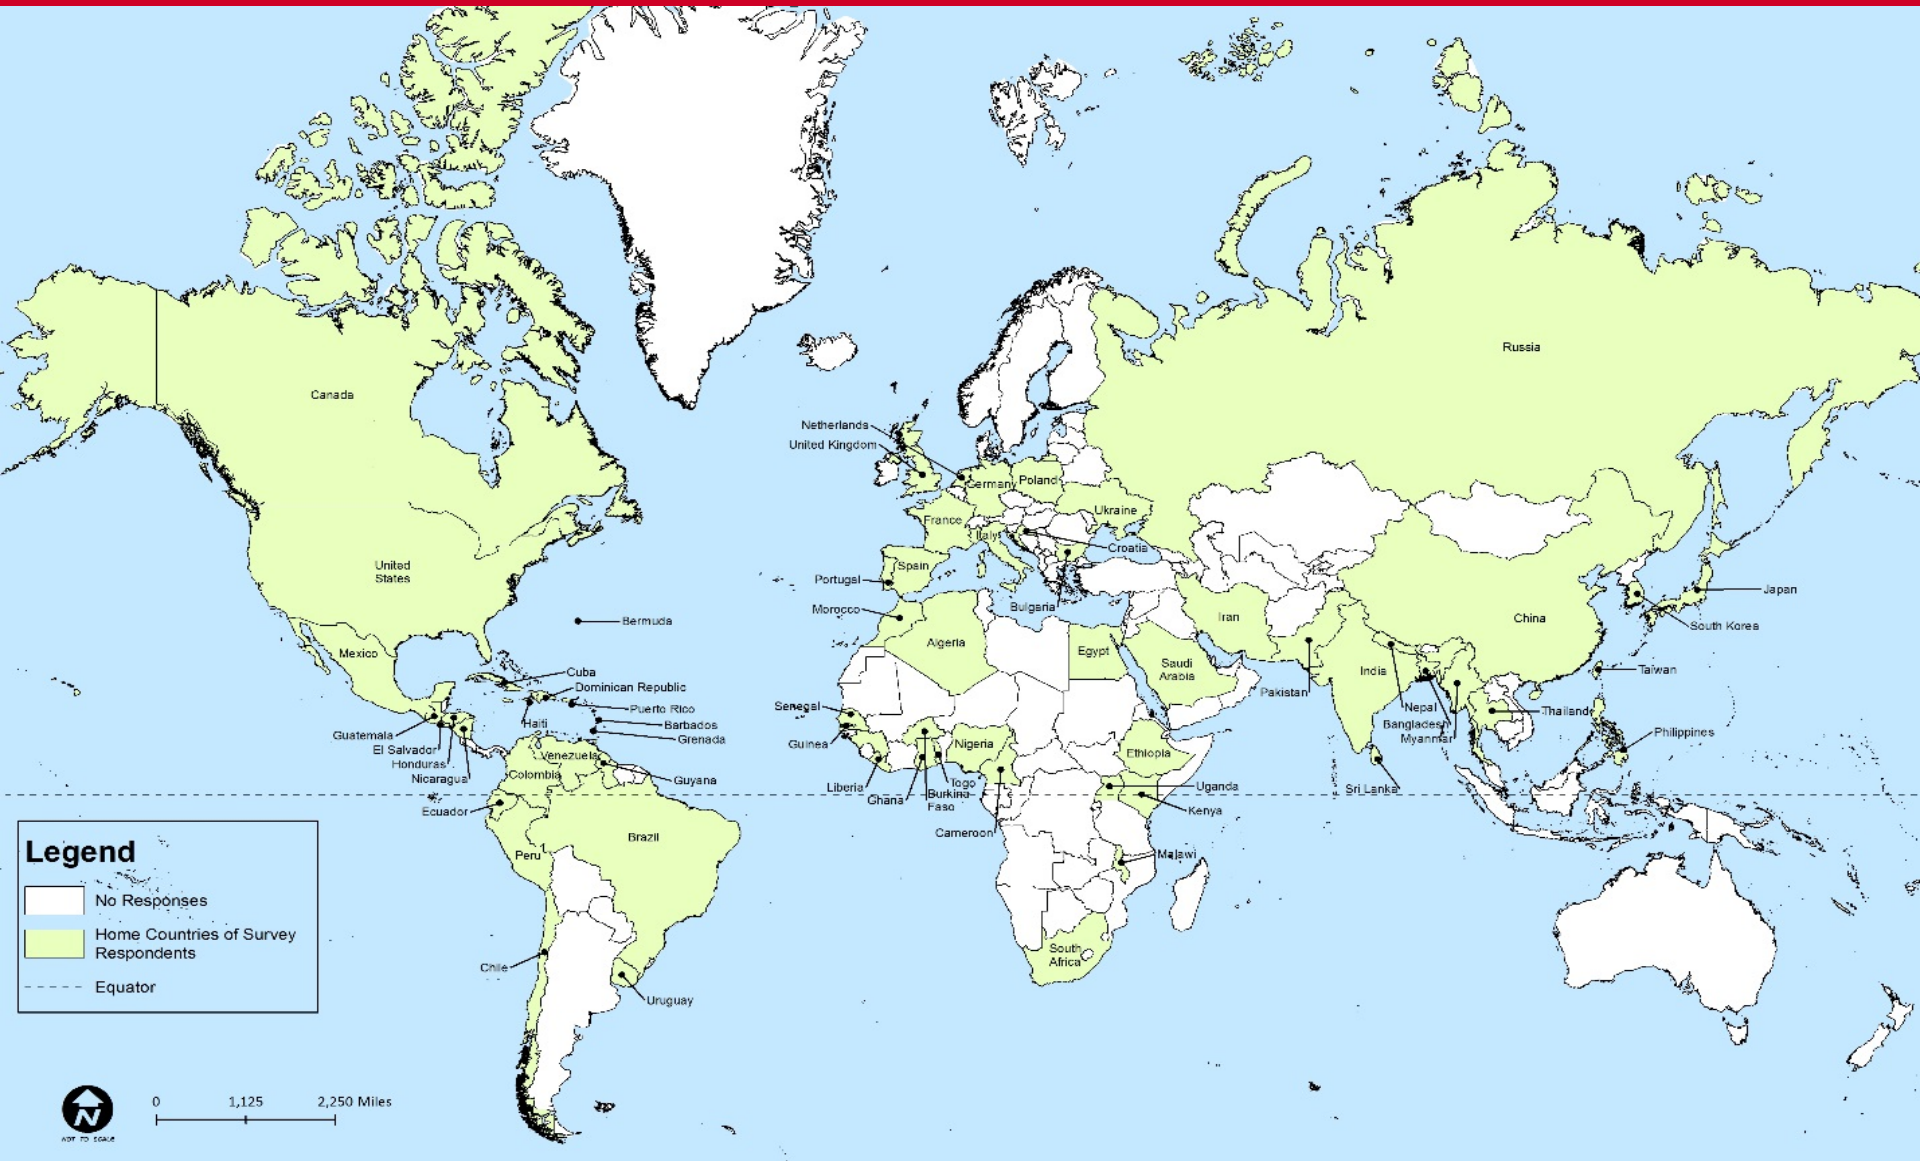 Canada
United
States
Mexico
Bermuda
Cuba
Dominican Republic
Puerto Rico
Haiti
Barbados
Grenada
Guatemala
El Salvador
Honduras
Nicaragua
Venezuela
Colombia
Guyana
Ecuador
Peru
Brazil
Chile
Uruguay
Netherlands
United Kingdom
Germany
Poland
Ukraine
France
Italy
Croatia
Spain
Portugal
Bulgaria
Morocco
Algeria
Egypt
Saudi
Arabia
Iran
Senegal
Guinea
Nigeria
Ethiopia
Liberia
Ghana
Togo
Burkina
Faso
Cameroon
Uganda
Kenya
Malawi
South
Africa
Russia
China
Japan
South Korea
Taiwan
India
Pakistan
Nepal
Bangladesh
Myanmar
Thailand
Philippines
Sri Lanka
Legend
No Responses
Home Countries of Survey
Respondents
Equator
N
NOT TO SCALE
0 1,125 2,250 Miles